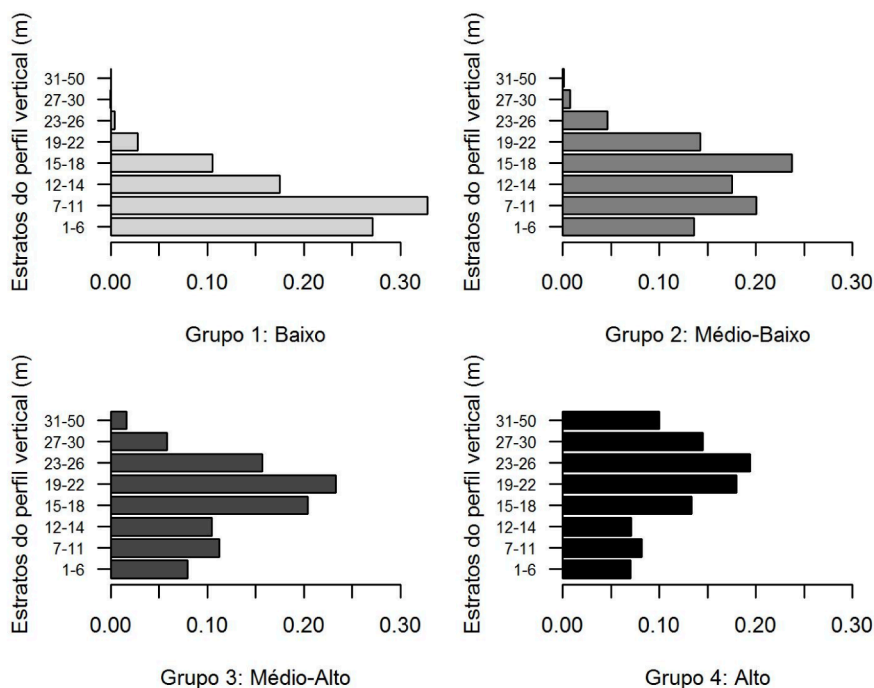 Estratos do perfil vertical (m)
31-50
27-30
23-26
19-22
15-18
12-14
7-11
1-6
0.00 0.10 0.20 0.30
Grupo 1: Baixo
Estratos do perfil vertical (m)
31-50
27-30
23-26
19-22
15-18
12-14
7-11
1-6
0.00 0.10 0.20 0.30
Grupo 2: Médio-Baixo
Estratos do perfil vertical (m)
31-50
27-30
23-26
19-22
15-18
12-14
7-11
1-6
0.00 0.10 0.20 0.30
Grupo 3: Médio-Alto
Estratos do perfil vertical (m)
31-50
27-30
23-26
19-22
15-18
12-14
7-11
1-6
0.00 0.10 0.20 0.30
Grupo 4: Alto